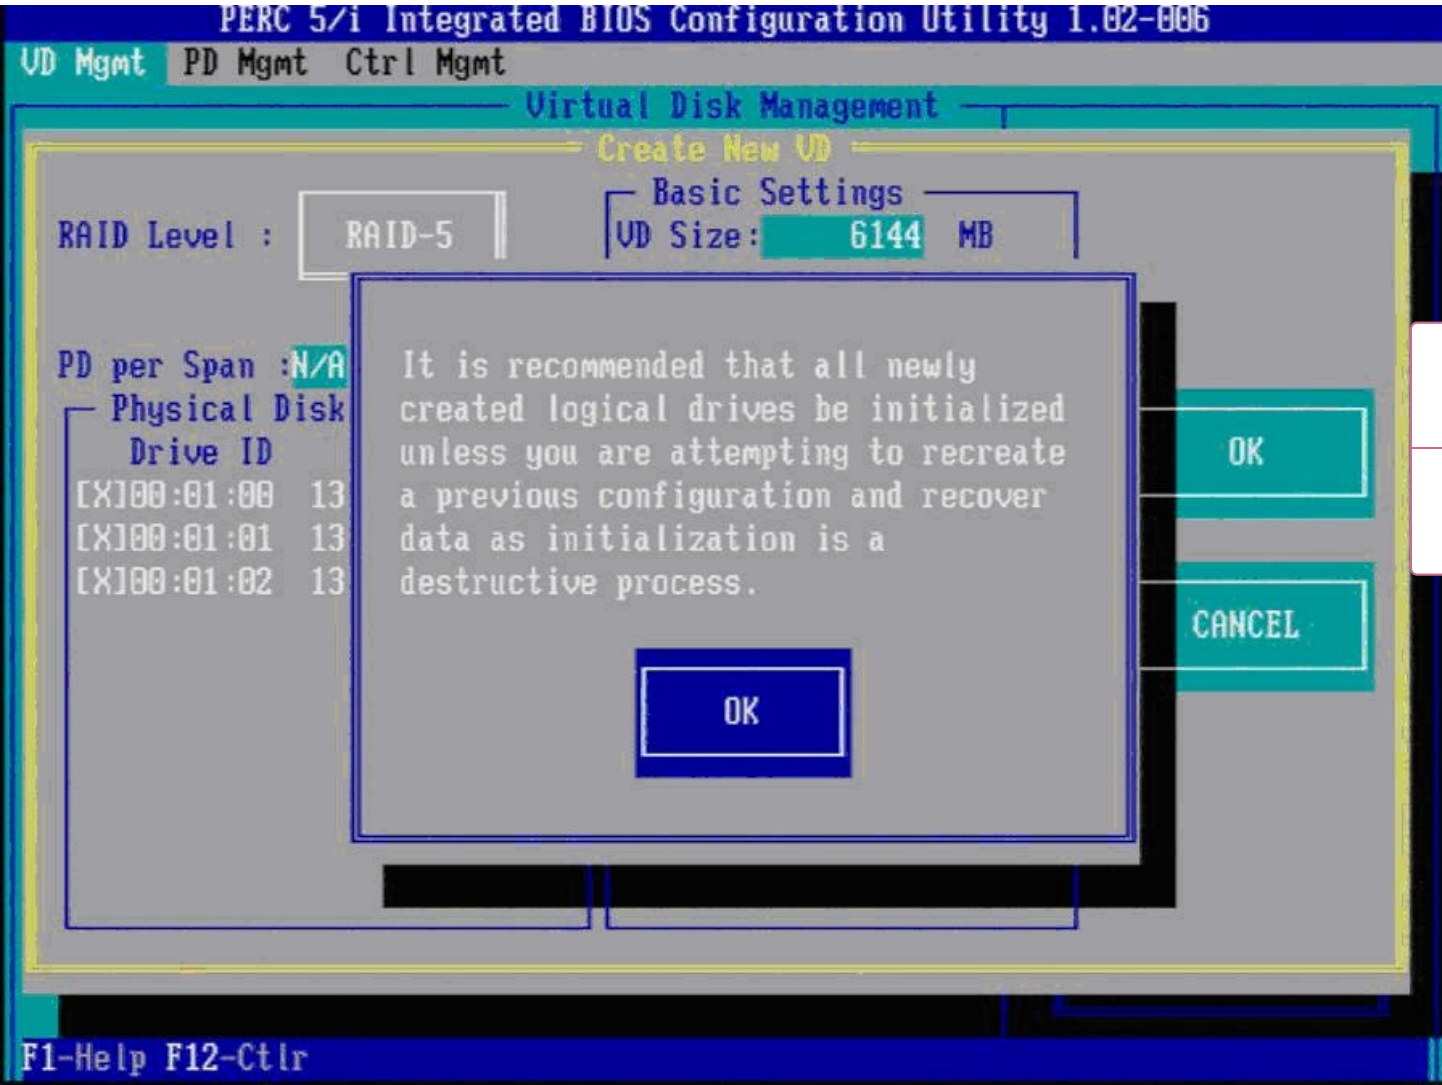 PERC 5/i Integrated BIOS Configuration Utility 1.02-006
VD Mgmt PD Mgmt Ctrl Mgmt
Virtual Disk Management
Create New VD
RAID Level : RAID-5
Basic Settings
VD Size: 6144 MB
PD per Span :N/A
Physical Disk
Drive ID
[X]00:01:00 13
[X]00:01:01 13
[X]00:01:02 13
It is recommended that all newly
created logical drives be initialized
unless you are attempting to recreate
a previous configuration and recover
data as initialization is a
destructive process.
OK
OK
CANCEL
F1-Help F12-Ctlr